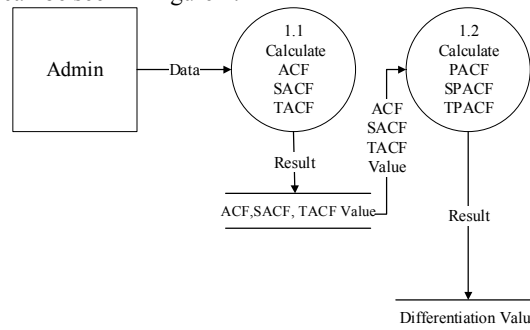 1.1
Calculate
ACF
SACF
TACF
1.2
Calculate
PACF
SPACF
TPACF
Admin
Data
ACF
SACF
TACF
Value
Result
ACF,SACF, TACF Value
Result
Differentiation Valu